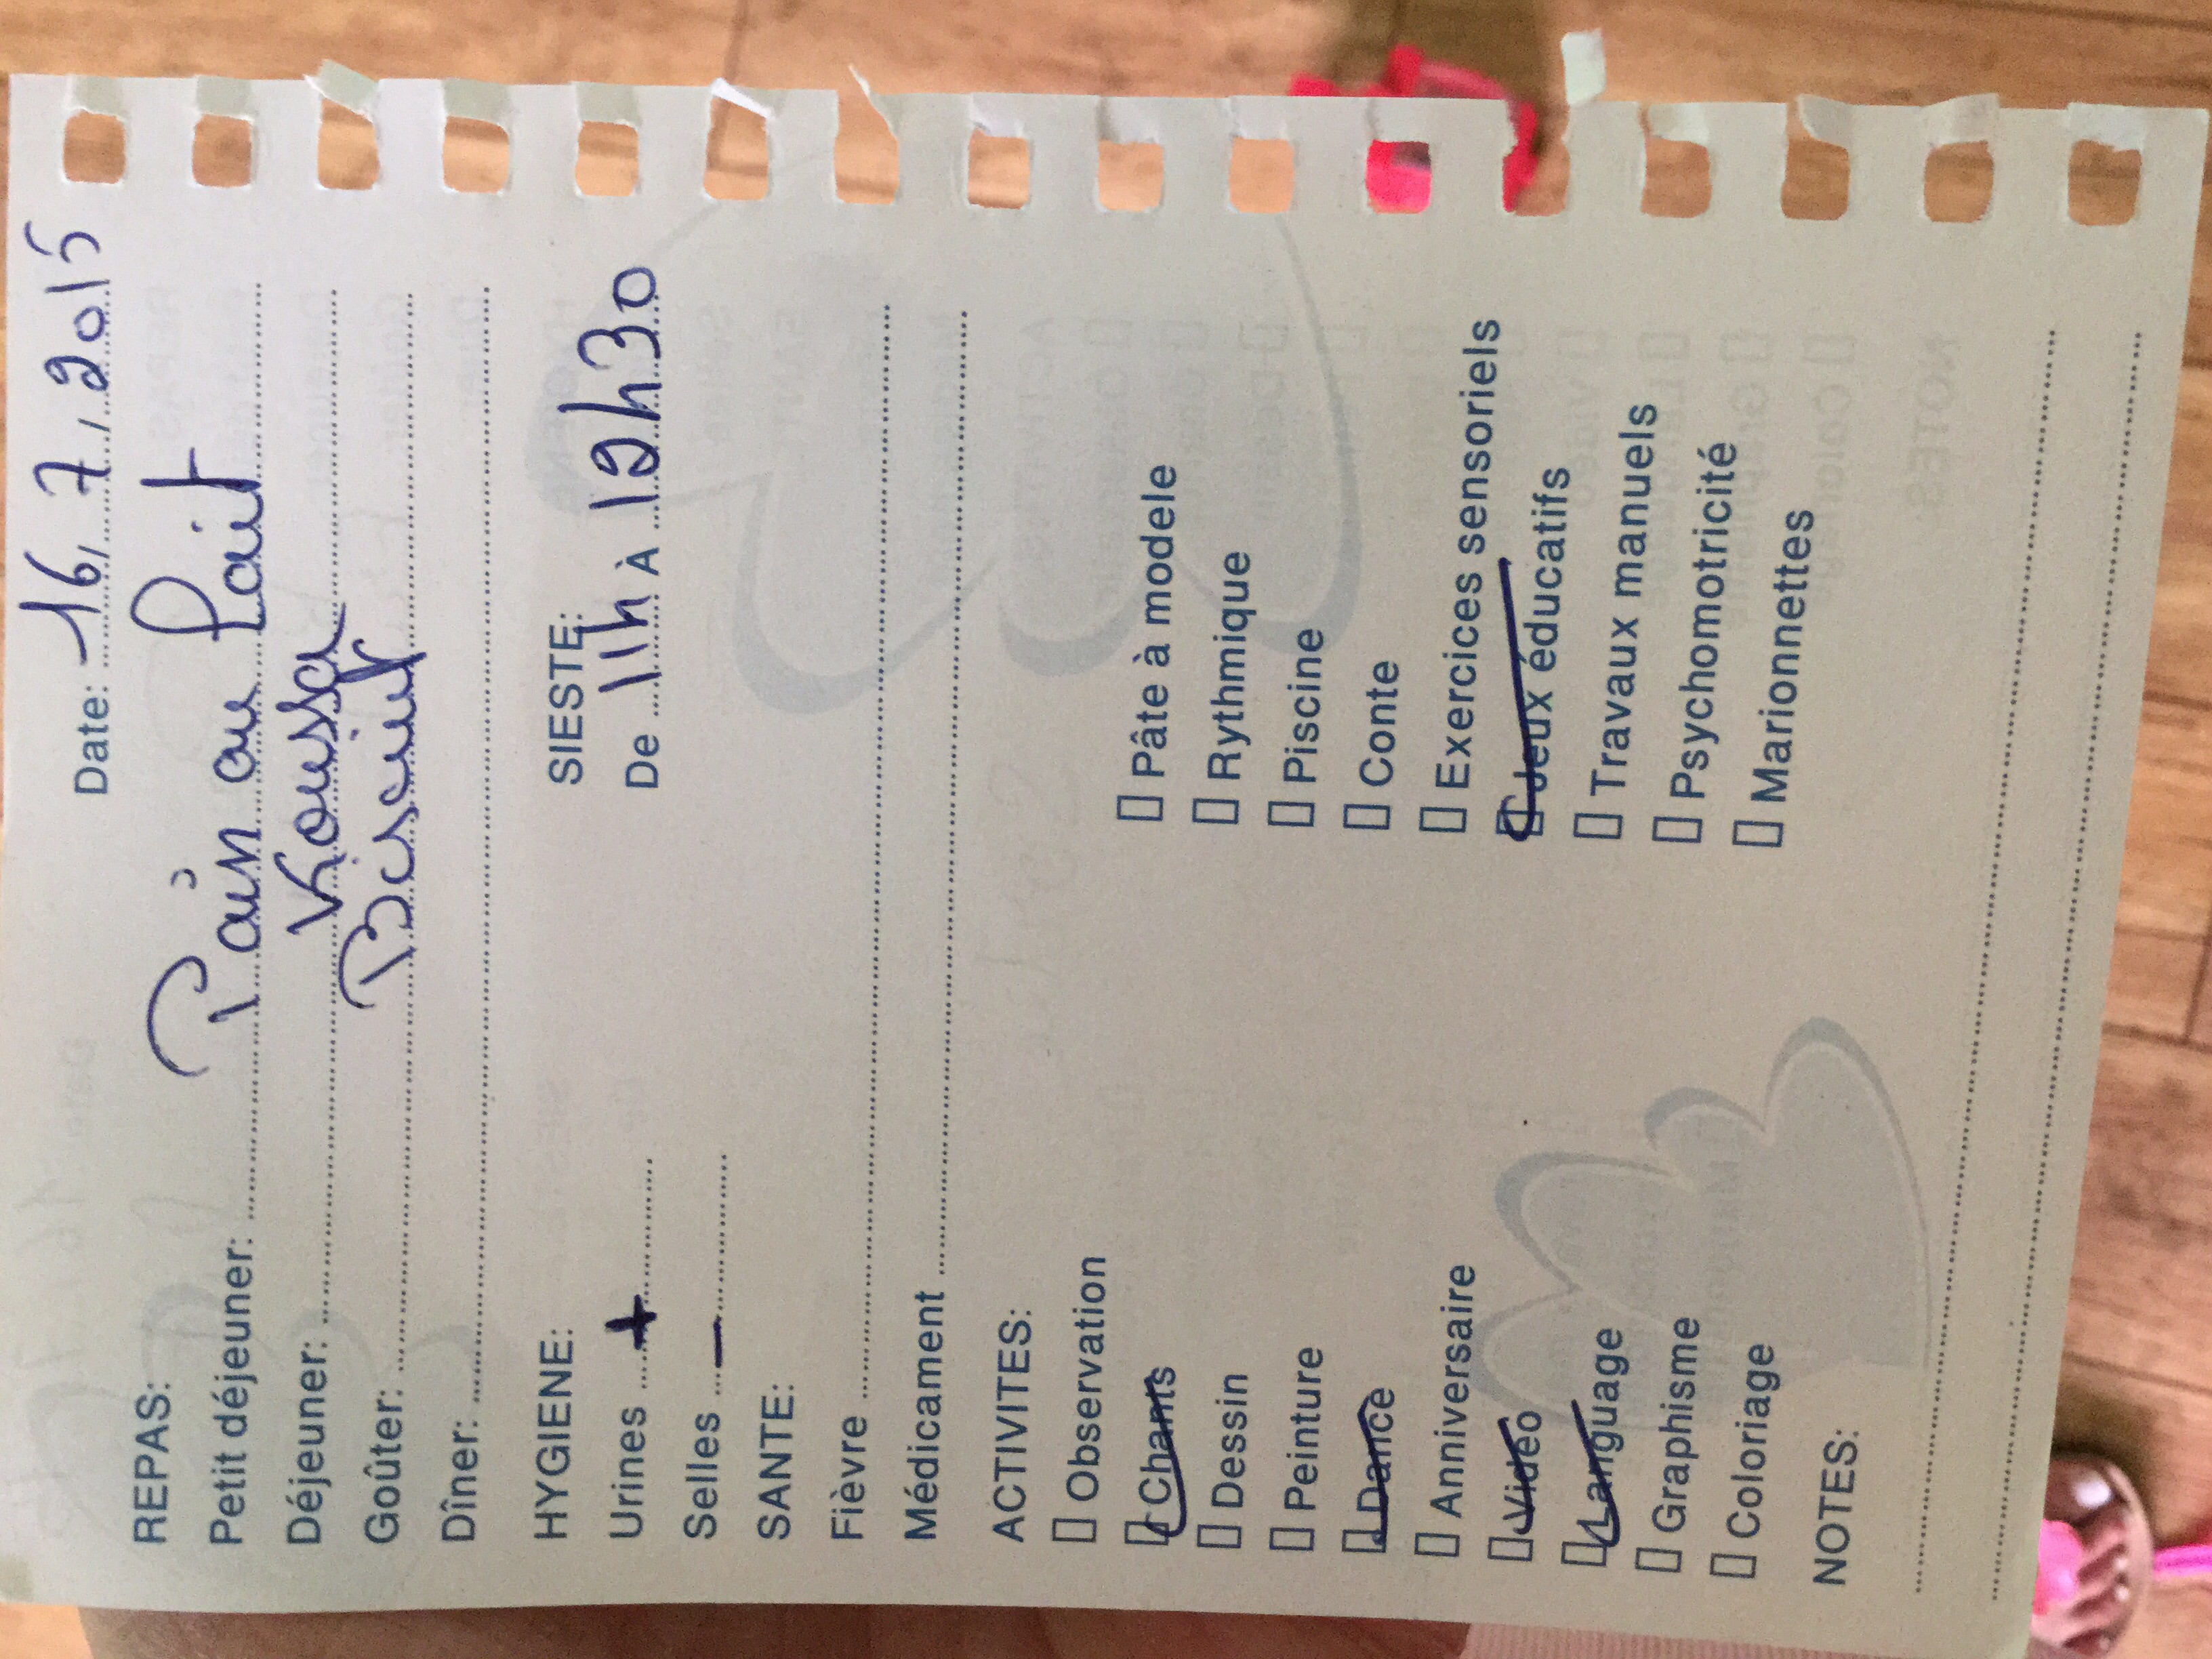 Date: 16, 7, 2015
REPAS:
Petit déjeuner: Pain au lait
Déjeuner: Koussa
Goûter: Biscuit
Dîner:
HYGIENE:
SIESTE:
Urines +
De 11h À 12h30
Selles –
SANTE:
Fièvre
Médicament
ACTIVITES:
Observation
Chants
Dessin
Peinture
Dance
Anniversaire
Vidéo
Language
Graphisme
Coloriage
Pâte à modele
Rythmique
Piscine
Conte
Exercices sensoriels
Jeux éducatifs
Travaux manuels
Psychomotricité
Marionnettes
NOTES: